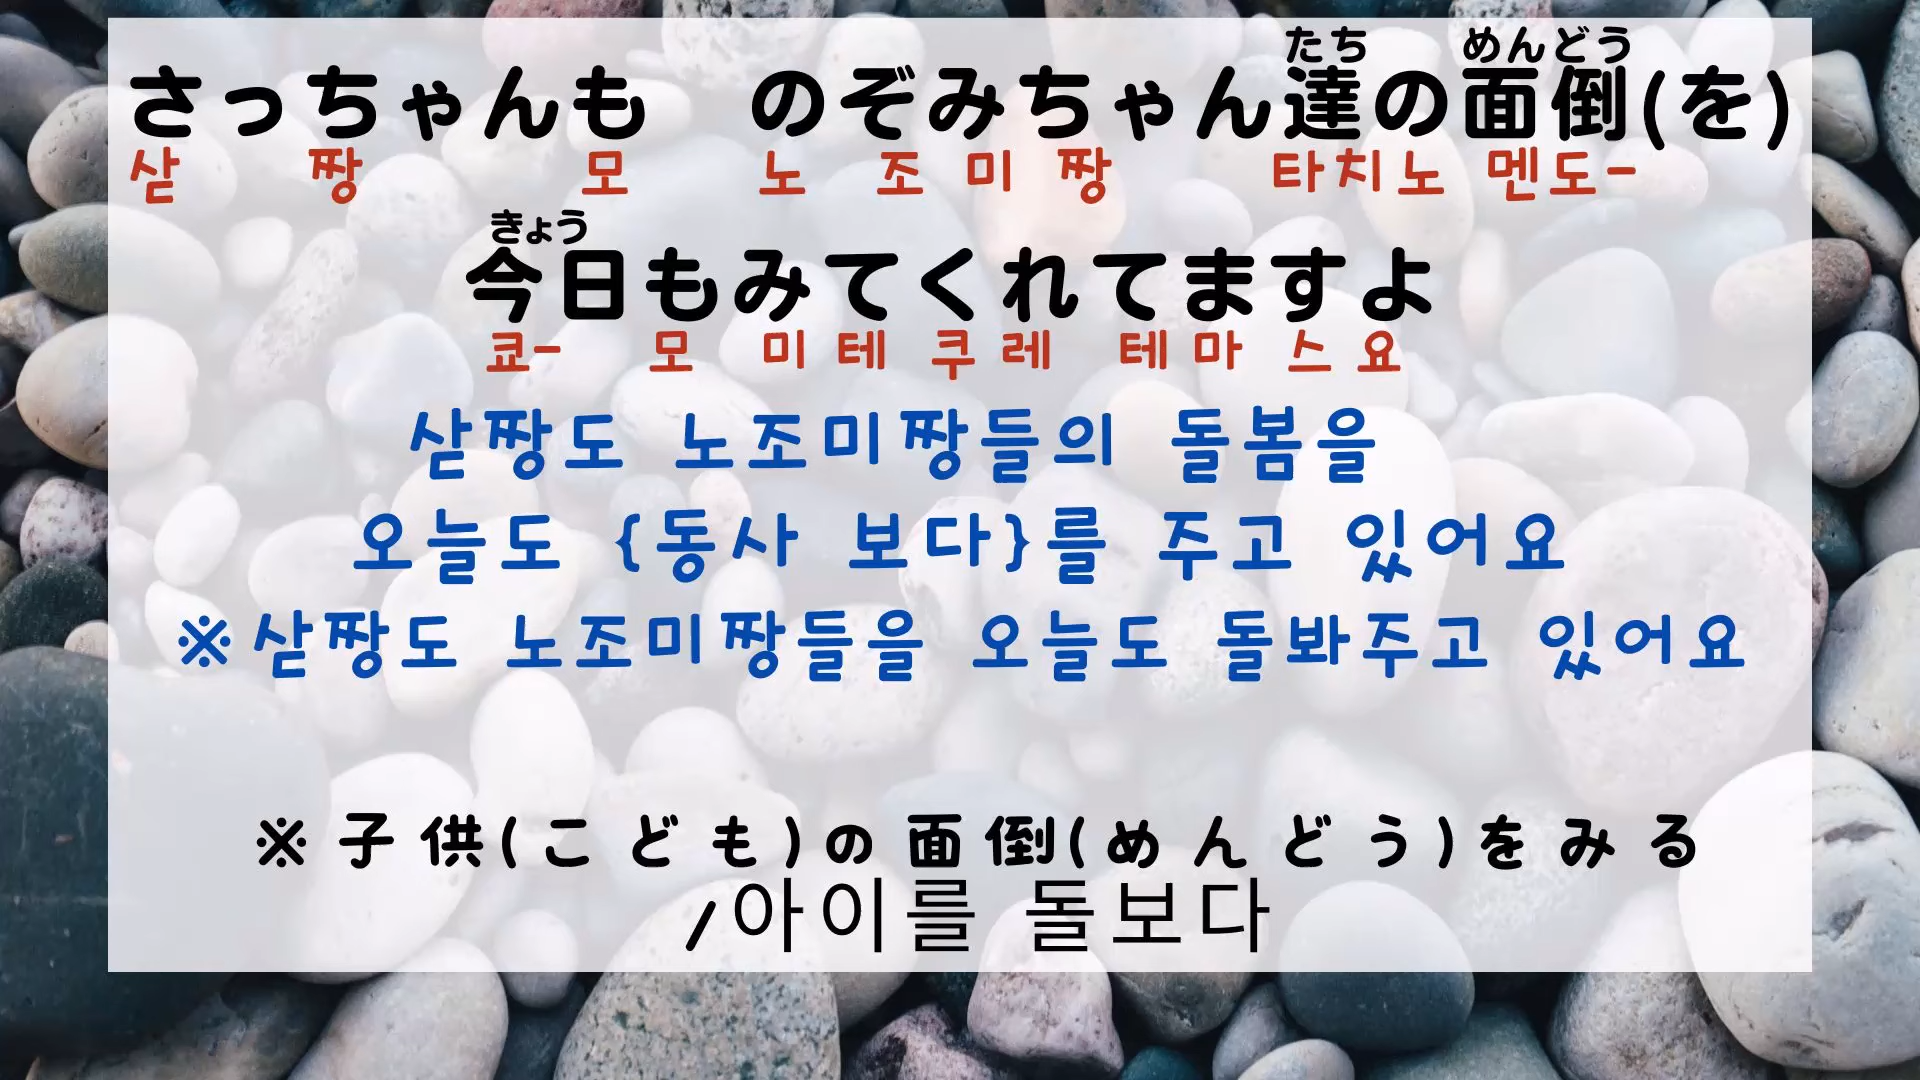 たち めんどう
さっちゃんも のぞみちゃん達の面倒(を)
삳 짱 모 노 조 미 짱 타치노 멘도-
きょう
今日もみてくれてますよ
쿄- 모 미 테 쿠 레 테 마 스 요
삳짱도 노조미짱들의 돌봄을
오늘도 {동사 보다}를 주고 있어요
※삳짱도 노조미짱들을 오늘도 돌봐주고 있어요
※子供(こども)の面倒(めんどう)をみる
/아이를 돌보다